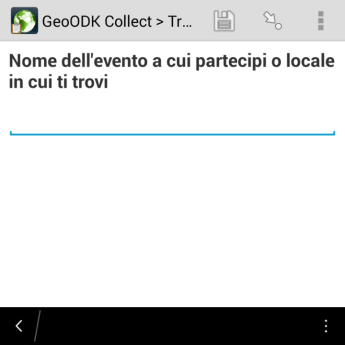 GeoODK Collect > Tr...
Nome dell'evento a cui partecipi o locale
in cui ti trovi